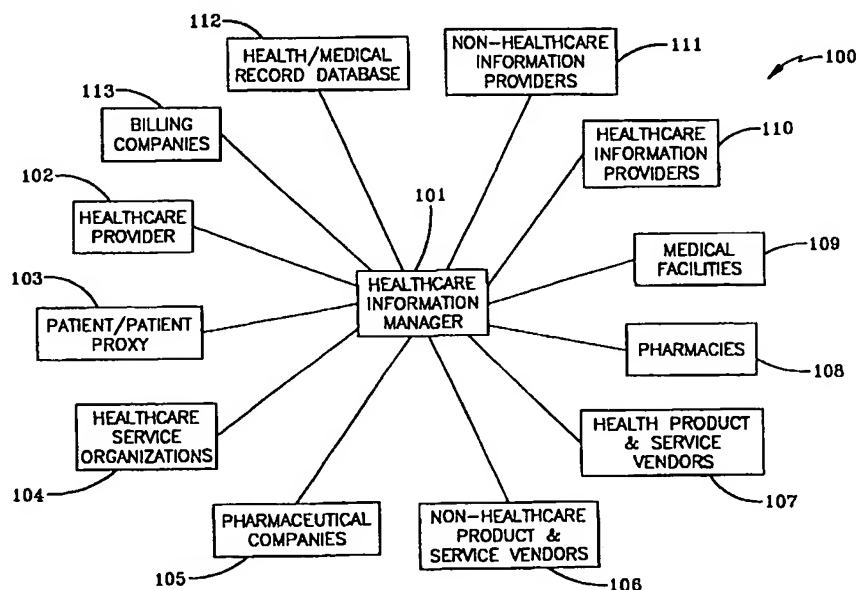 112
HEALTH/MEDICAL
RECORD DATABASE
NON-HEALTHCARE
INFORMATION
PROVIDERS
111
100
113
BILLING
COMPANIES
HEALTHCARE
INFORMATION
PROVIDERS
110
102
HEALTHCARE
PROVIDER
101
HEALTHCARE
INFORMATION
MANAGER
MEDICAL
FACILITIES
109
103
PATIENT/PATIENT
PROXY
PHARMACIES
108
HEALTHCARE
SERVICE
ORGANIZATIONS
104
HEALTH PRODUCT
& SERVICE
VENDORS
107
PHARMACEUTICAL
COMPANIES
105
NON-HEALTHCARE
PRODUCT &
SERVICE VENDORS
106